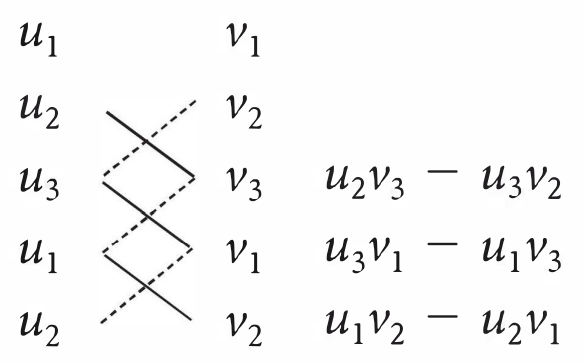 u₁ v₁
u₂ v₂
u₃ v₃ u₂v₃ − u₃v₂
u₁ v₁ u₃v₁ − u₁v₃
u₂ v₂ u₁v₂ − u₂v₁